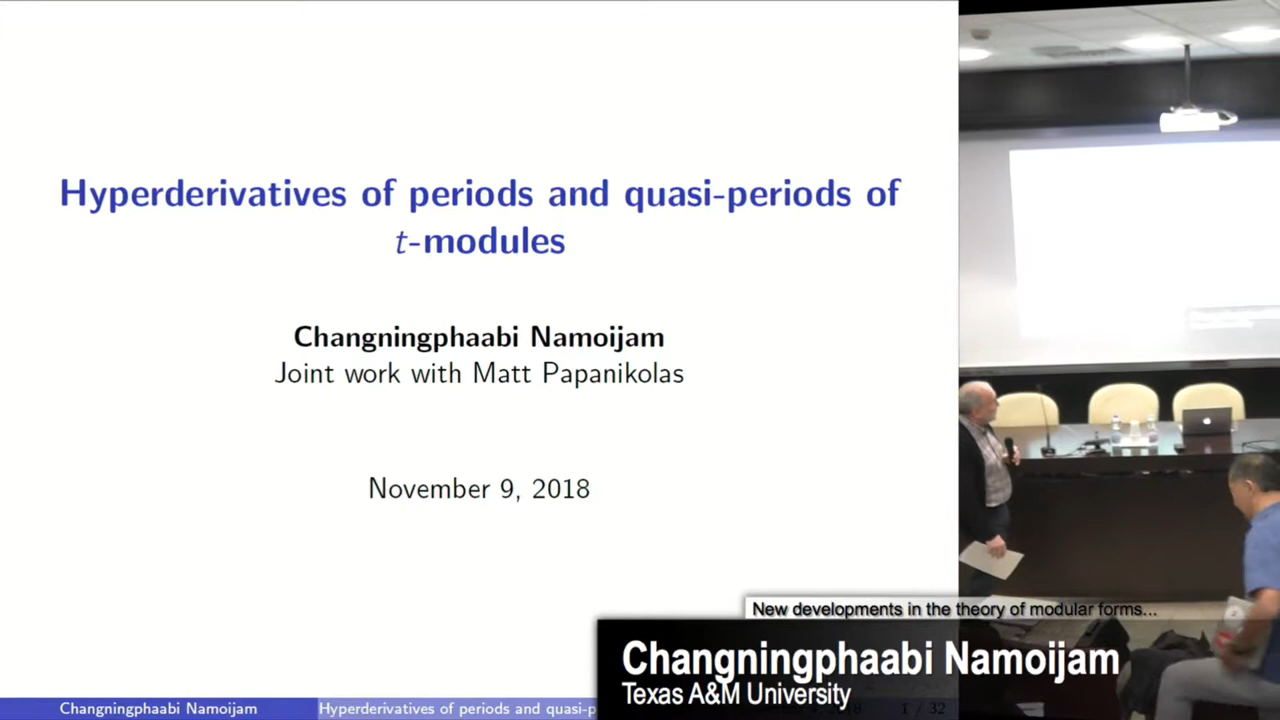 Hyperderivatives of periods and quasi-periods of
t-modules
Changningphaabi Namoijam
Joint work with Matt Papanikolas
November 9, 2018
New developments in the theory of modular forms...
Changningphaabi Namoijam
Texas A&M University
Changningphaabi Namoijam
Hyperderivatives of periods and quasi-p
1 / 32